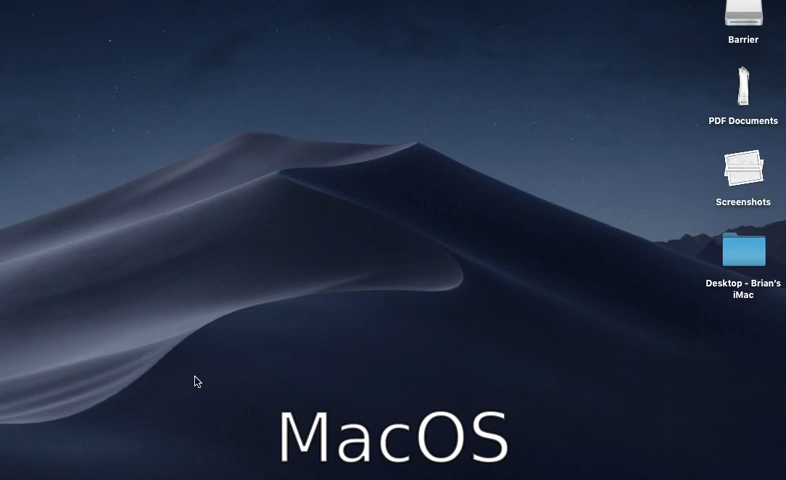 Barrier
PDF Documents
Screenshots
Desktop - Brian's
iMac
MacOS